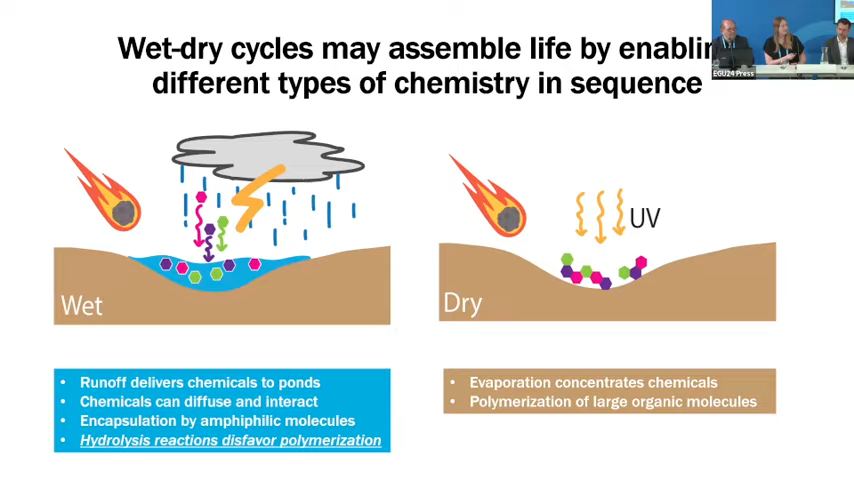 Wet-dry cycles may assemble life by enablin
different types of chemistry in sequence
EGU24 Press
UV
Wet
Dry
• Runoff delivers chemicals to ponds
• Chemicals can diffuse and interact
• Encapsulation by amphiphilic molecules
• Hydrolysis reactions disfavor polymerization
• Evaporation concentrates chemicals
• Polymerization of large organic molecules